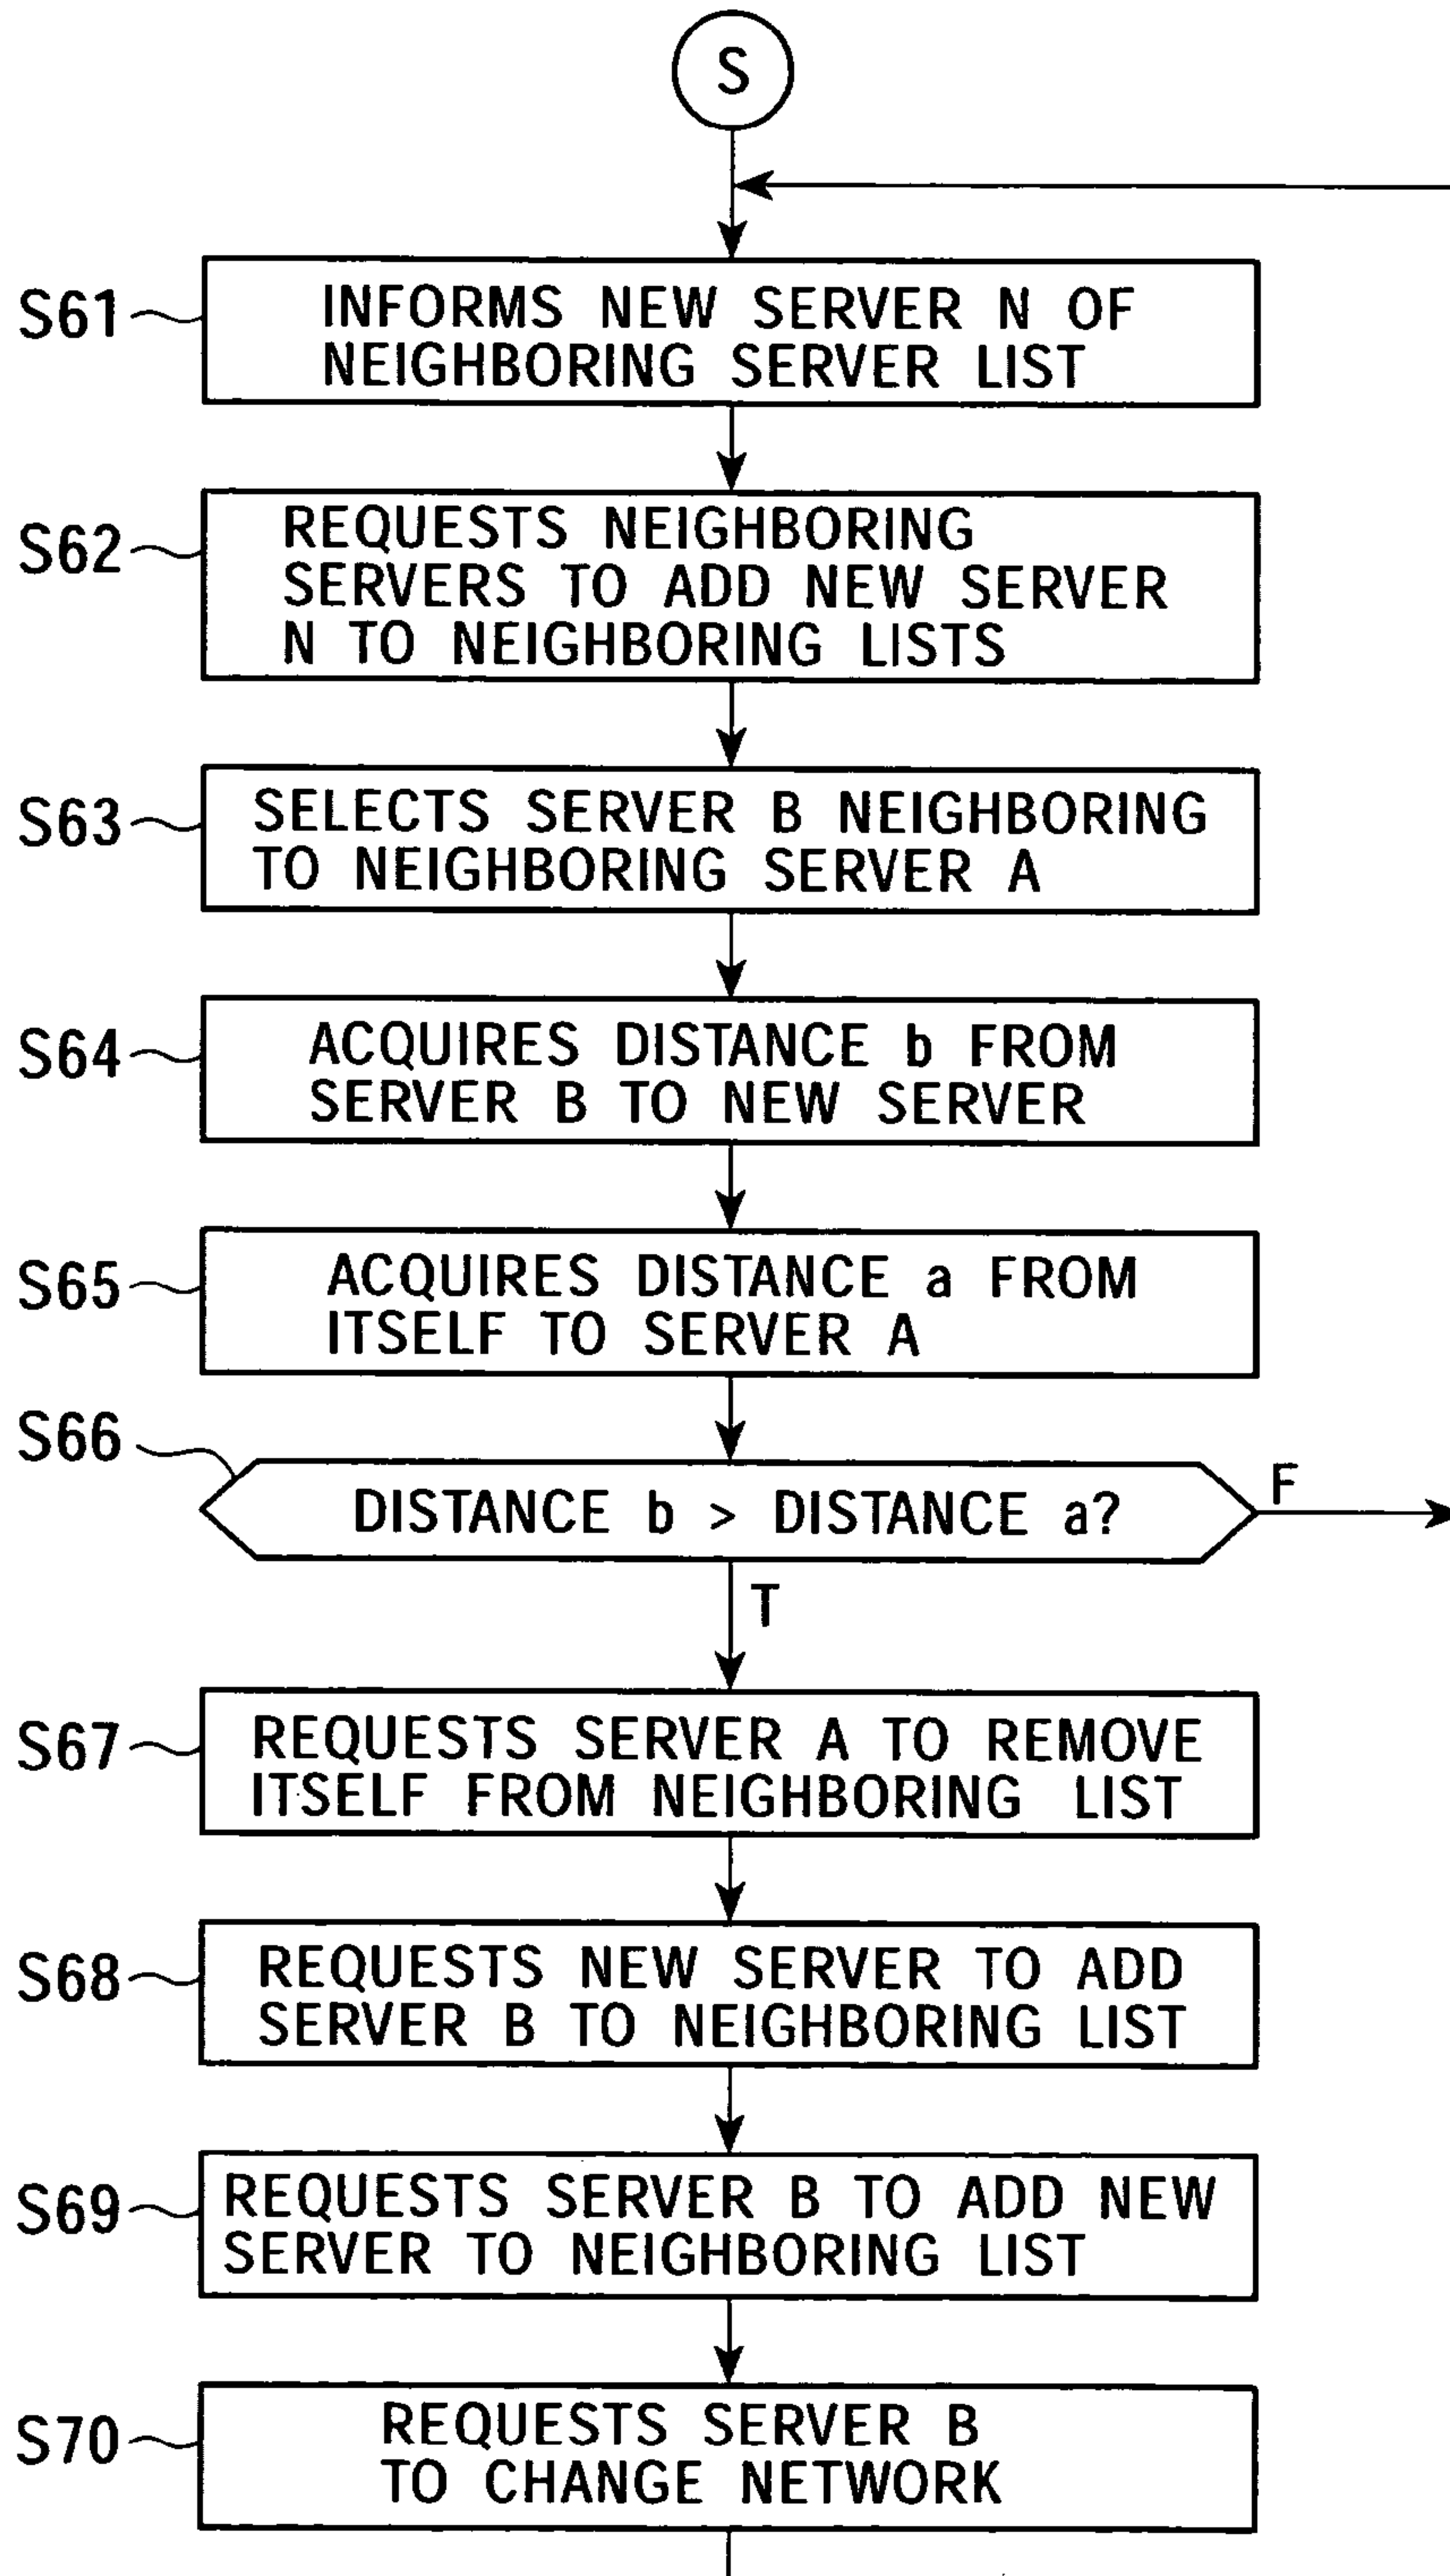 S
S61
INFORMS NEW SERVER N OF
NEIGHBORING SERVER LIST
S62
REQUESTS NEIGHBORING
SERVERS TO ADD NEW SERVER
N TO NEIGHBORING LISTS
S63
SELECTS SERVER B NEIGHBORING
TO NEIGHBORING SERVER A
S64
ACQUIRES DISTANCE b FROM
SERVER B TO NEW SERVER
S65
ACQUIRES DISTANCE a FROM
ITSELF TO SERVER A
S66
DISTANCE b > DISTANCE a?
F
T
S67
REQUESTS SERVER A TO REMOVE
ITSELF FROM NEIGHBORING LIST
S68
REQUESTS NEW SERVER TO ADD
SERVER B TO NEIGHBORING LIST
S69
REQUESTS SERVER B TO ADD NEW
SERVER TO NEIGHBORING LIST
S70
REQUESTS SERVER B
TO CHANGE NETWORK